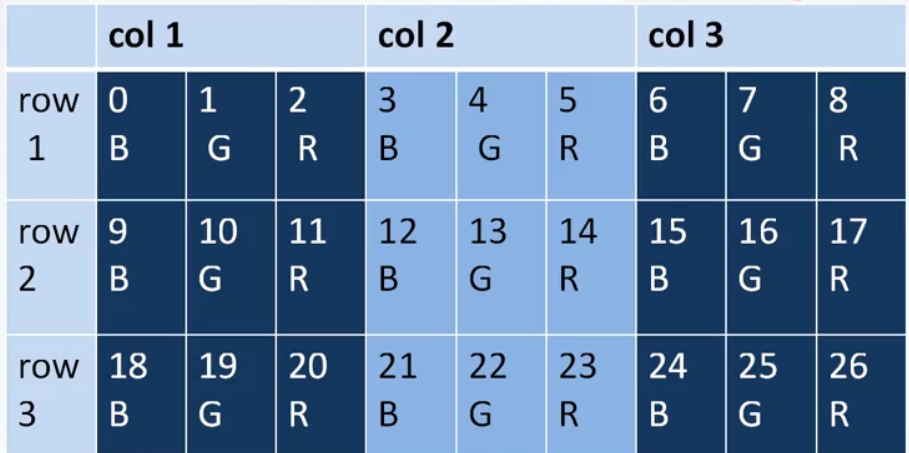 col 1 col 2 col 3
row 0 1 2 3 4 5 6 7 8
1 B G R B G R B G R
row 9 10 11 12 13 14 15 16 17
2 B G R B G R B G R
row 18 19 20 21 22 23 24 25 26
3 B G R B G R B G R